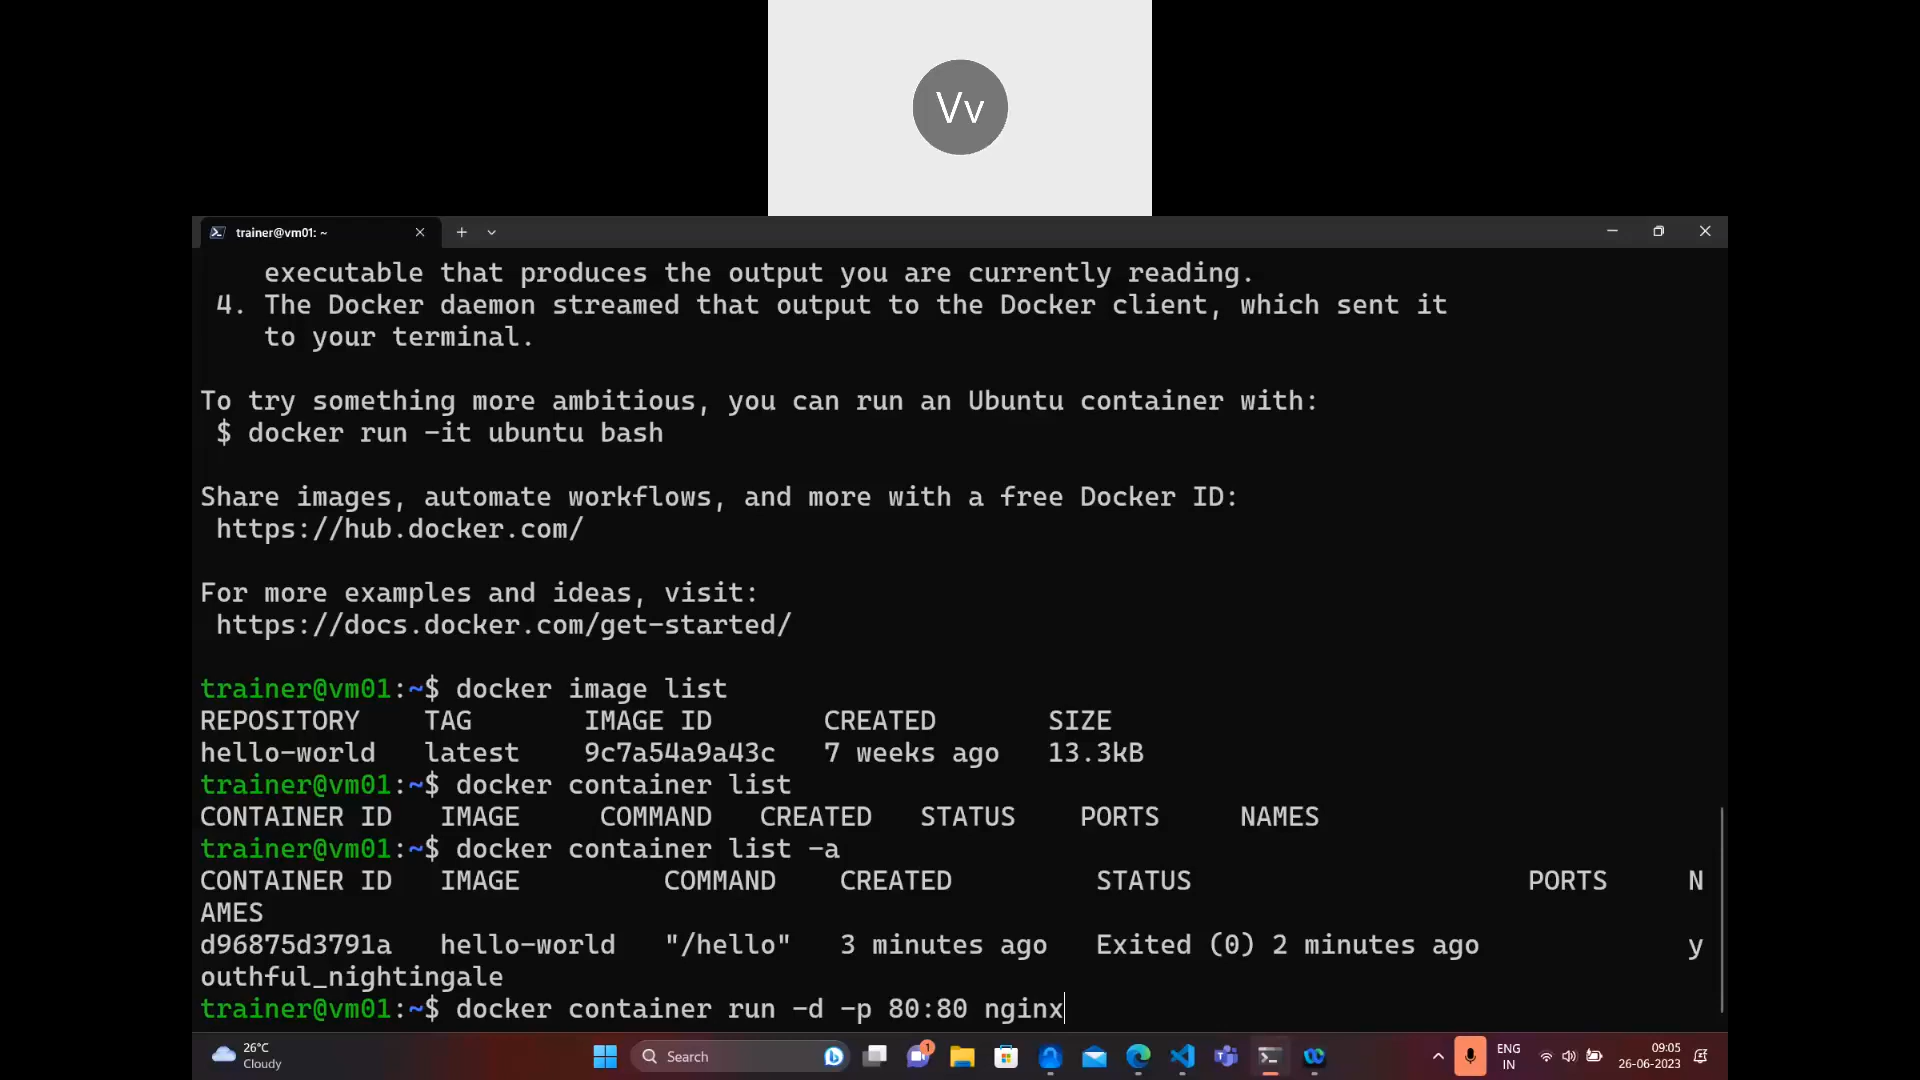 Vv
trainer@vm01: ~
executable that produces the output you are currently reading.
4. The Docker daemon streamed that output to the Docker client, which sent it
to your terminal.
To try something more ambitious, you can run an Ubuntu container with:
$ docker run -it ubuntu bash
Share images, automate workflows, and more with a free Docker ID:
https://hub.docker.com/
For more examples and ideas, visit:
https://docs.docker.com/get-started/
trainer@vm01:~$ docker image list
REPOSITORY TAG IMAGE ID CREATED SIZE
hello-world latest 9c7a54a9a43c 7 weeks ago 13.3kB
trainer@vm01:~$ docker container list
CONTAINER ID IMAGE COMMAND CREATED STATUS PORTS NAMES
trainer@vm01:~$ docker container list -a
CONTAINER ID IMAGE COMMAND CREATED STATUS PORTS N
AMES
d96875d3791a hello-world "/hello" 3 minutes ago Exited (0) 2 minutes ago y
outhful_nightingale
trainer@vm01:~$ docker container run -d -p 80:80 nginx
26°C
Cloudy
Search
1
ENG
IN
09:05
26-06-2023